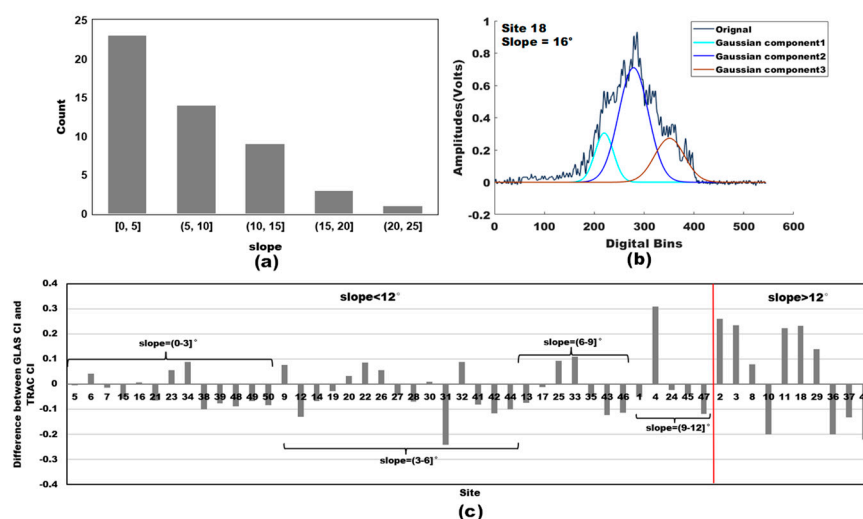 25
20
15
10
5
0
Count
[0, 5]
(5, 10]
(10, 15]
(15, 20]
(20, 25]
slope
(a)
Site 18
Slope = 16°
Orignal
Gaussian component1
Gaussian component2
Gaussian component3
1
0.8
0.6
0.4
0.2
0
-0.2
Amplitudes(Volts)
0 100 200 300 400 500 600
Digital Bins
(b)
0.4
0.3
0.2
0.1
0
-0.1
-0.2
-0.3
-0.4
Difference between GLAS CI and
TRAC CI
slope<12°
slope>12°
slope=(0-3]°
slope=(6-9]°
5 6 7 15 16 21 23 34 38 39 48 49 50 9 12 14 19 20 22 26 27 28 30 31 32 41 42 44 13 17 25 33 35 43 46 1 4 24 45 47 2 3 8 10 11 18 29 36 37
slope=(9-12]°
slope=(3-6]°
Site
(c)